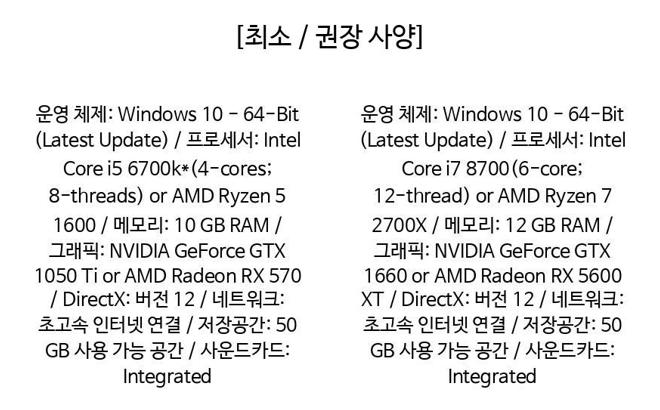 [최소 / 권장 사양]
운영 체제: Windows 10 - 64-Bit
(Latest Update) / 프로세서: Intel
Core i5 6700k*(4-cores;
8-threads) or AMD Ryzen 5
1600 / 메모리: 10 GB RAM /
그래픽: NVIDIA GeForce GTX
1050 Ti or AMD Radeon RX 570
/ DirectX: 버전 12 / 네트워크:
초고속 인터넷 연결 / 저장공간: 50
GB 사용 가능 공간 / 사운드카드:
Integrated
운영 체제: Windows 10 - 64-Bit
(Latest Update) / 프로세서: Intel
Core i7 8700(6-core;
12-thread) or AMD Ryzen 7
2700X / 메모리: 12 GB RAM /
그래픽: NVIDIA GeForce GTX
1660 or AMD Radeon RX 5600
XT / DirectX: 버전 12 / 네트워크:
초고속 인터넷 연결 / 저장공간: 50
GB 사용 가능 공간 / 사운드카드:
Integrated